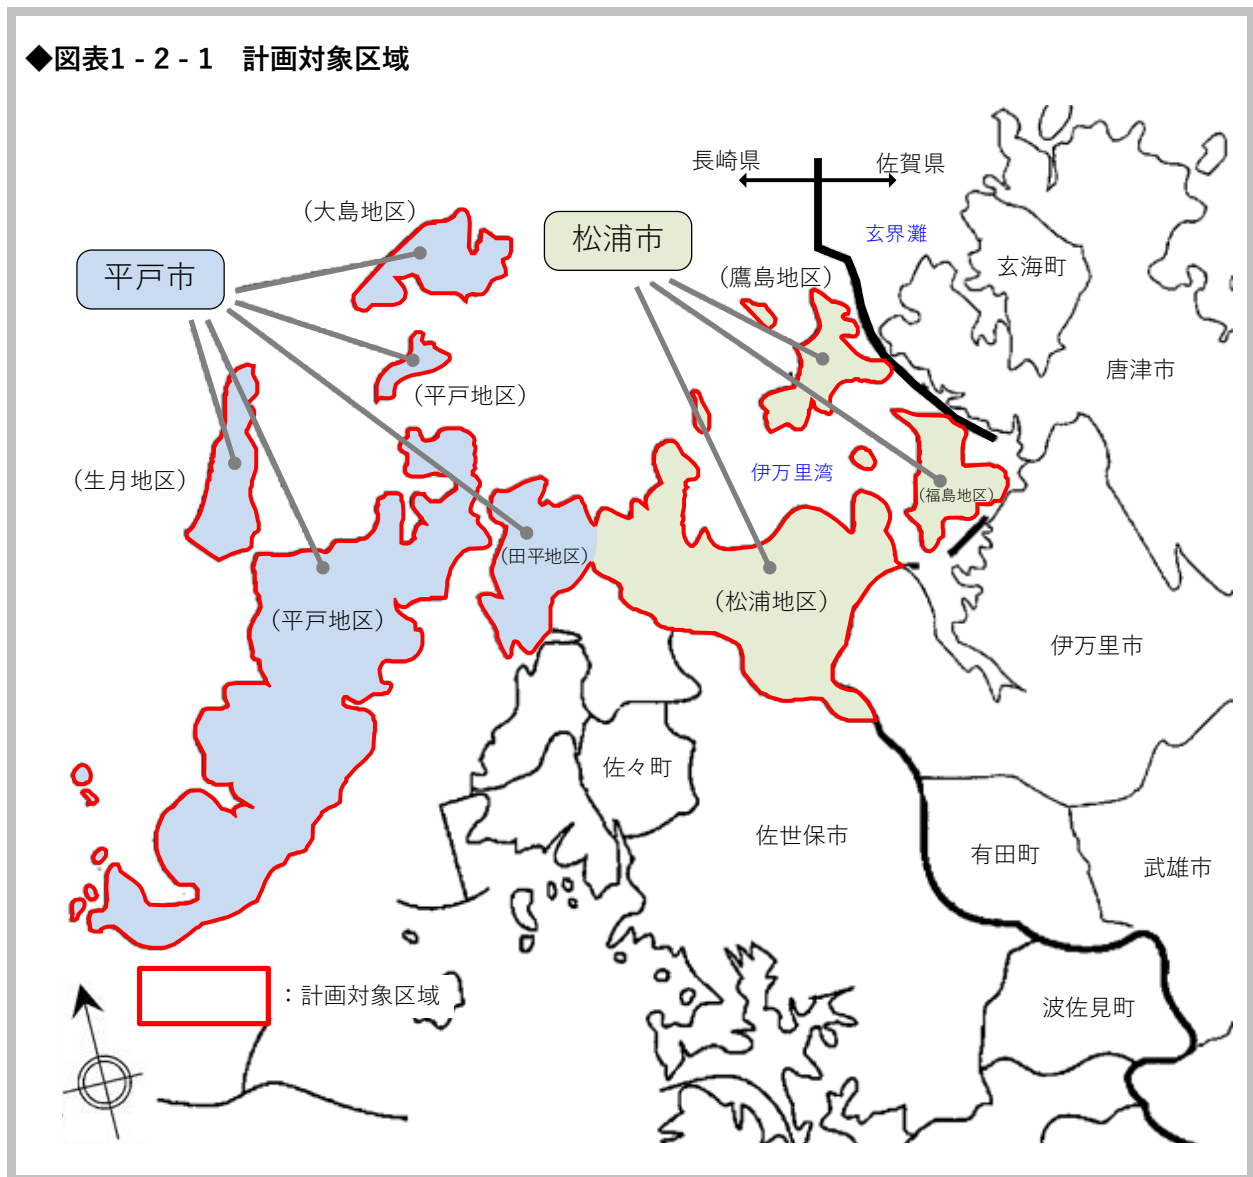 ◆図表1 - 2 - 1　計画対象区域
長崎県
佐賀県
(大島地区)
松浦市
玄界灘
平戸市
(鷹島地区)
玄海町
唐津市
(平戸地区)
(生月地区)
伊万里湾
(福島地区)
(田平地区)
(松浦地区)
(平戸地区)
伊万里市
佐々町
佐世保市
有田町
武雄市
：計画対象区域
波佐見町